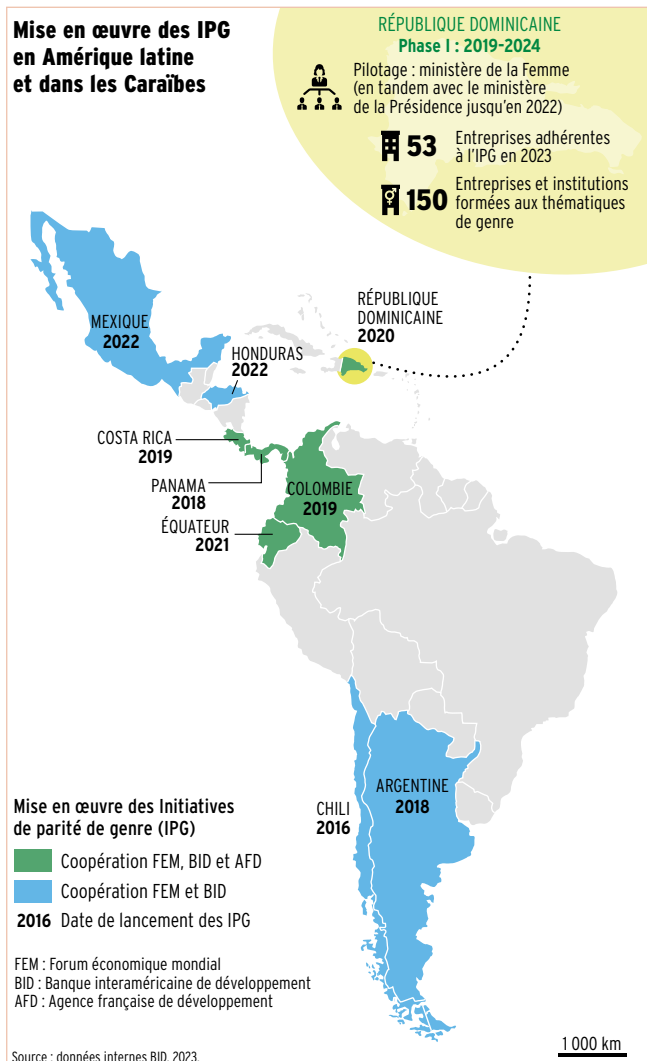 Mise en œuvre des IPG
en Amérique latine
et dans les Caraïbes
RÉPUBLIQUE DOMINICAINE
Phase I : 2019-2024
Pilotage : ministère de la Femme
(en tandem avec le ministère
de la Présidence jusqu'en 2022)
53 Entreprises adhérentes
à l'IPG en 2023
150 Entreprises et institutions
formées aux thématiques
de genre
RÉPUBLIQUE
DOMINICAINE
2020
MEXIQUE
2022
HONDURAS
2022
COSTA RICA
2019
PANAMA
2018
COLOMBIE
2019
ÉQUATEUR
2021
ARGENTINE
2018
CHILI
2016
Mise en œuvre des Initiatives
de parité de genre (IPG)
Coopération FEM, BID et AFD
Coopération FEM et BID
2016 Date de lancement des IPG
FEM : Forum économique mondial
BID : Banque interaméricaine de développement
AFD : Agence française de développement
Source : données internes BID, 2023.
1 000 km